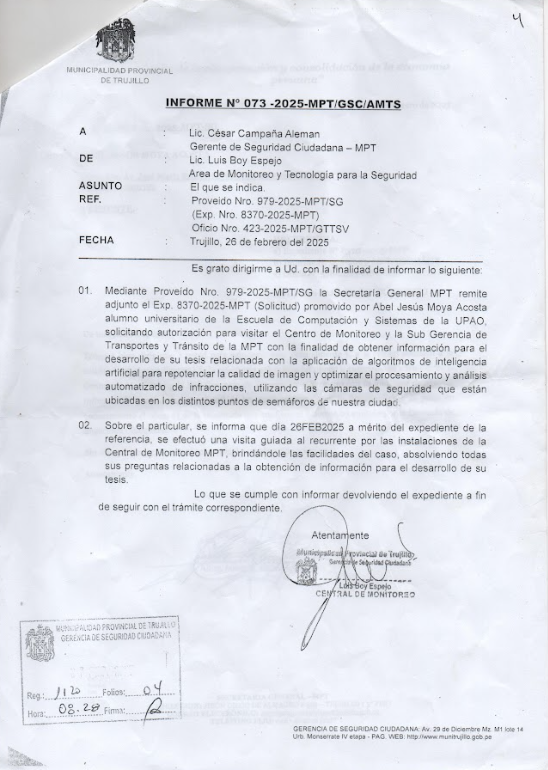 4
MUNICIPALIDAD PROVINCIAL
DE TRUJILLO
INFORME Nº 073 -2025-MPT/GSC/AMTS
A : Lic. César Campaña Aleman
Gerente de Seguridad Ciudadana – MPT
DE : Lic. Luis Boy Espejo
Area de Monitoreo y Tecnología para la Seguridad
ASUNTO : El que se indica.
REF. : Proveido Nro. 979-2025-MPT/SG
(Exp. Nro. 8370-2025-MPT)
Oficio Nro. 423-2025-MPT/GTTSV
FECHA : Trujillo, 26 de febrero del 2025
Es grato dirigirme a Ud. con la finalidad de informar lo siguiente:
01. Mediante Proveído Nro. 979-2025-MPT/SG la Secretaría General MPT remite
adjunto el Exp. 8370-2025-MPT (Solicitud) promovido por Abel Jesús Moya Acosta
alumno universitario de la Escuela de Computación y Sistemas de la UPAO,
solicitando autorización para visitar el Centro de Monitoreo y la Sub Gerencia de
Transportes y Tránsito de la MPT con la finalidad de obtener información para el
desarrollo de su tesis relacionada con la aplicación de algoritmos de inteligencia
artificial para repotenciar la calidad de imagen y optimizar el procesamiento y análisis
automatizado de infracciones, utilizando las cámaras de seguridad que están
ubicadas en los distintos puntos de semáforos de nuestra ciudad.
02. Sobre el particular, se informa que día 26FEB2025 a mérito del expediente de la
referencia, se efectuó una visita guiada al recurrente por las instalaciones de la
Central de Monitoreo MPT, brindándole las facilidades del caso, absolviendo todas
sus preguntas relacionadas a la obtención de información para el desarrollo de su
tesis.
Lo que se cumple con informar devolviendo el expediente a fin
de seguir con el trámite correspondiente.
Atentamente
Municipalidad Provincial de Trujillo
Gerencia de Seguridad Ciudadana
Luis Boy Espejo
CENTRAL DE MONITOREO
MUNICIPALIDAD PROVINCIAL DE TRUJILLO
GERENCIA DE SEGURIDAD CIUDADANA
Reg.: 1120 Folios: 04
Hora: 08:28 Firma:
GERENCIA DE SEGURIDAD CIUDADANA: Av. 29 de Diciembre Mz. M1 lote 14
Urb. Monserrate IV etapa - PAG. WEB: http://www.munitrujillo.gob.pe